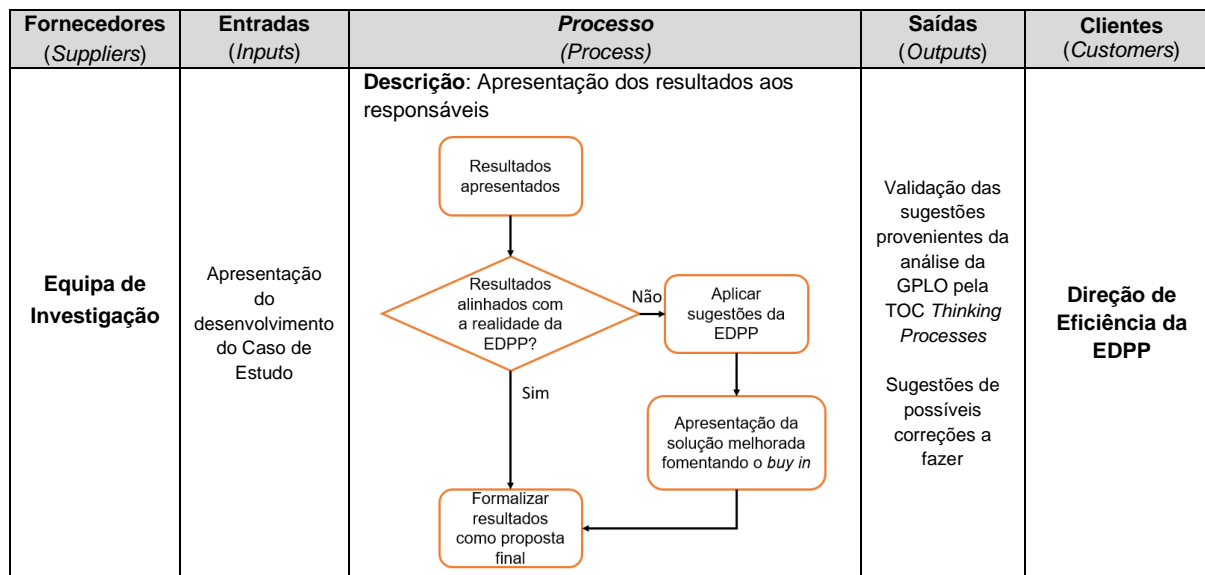 Fornecedores
(Suppliers)
Entradas
(Inputs)
Processo
(Process)
Saídas
(Outputs)
Clientes
(Customers)
Equipa de
Investigação
Apresentação
do
desenvolvimento
do Caso de
Estudo
Descrição: Apresentação dos resultados aos
responsáveis
Resultados
apresentados
Resultados
alinhados com
a realidade da
EDPP?
Não
Aplicar
sugestões da
EDPP
Sim
Apresentação da
solução melhorada
fomentando o buy in
Formalizar
resultados
como proposta
final
Validação das
sugestões
provenientes da
análise da
GPLO pela
TOC Thinking
Processes
Sugestões de
possíveis
correções a
fazer
Direção de
Eficiência da
EDPP